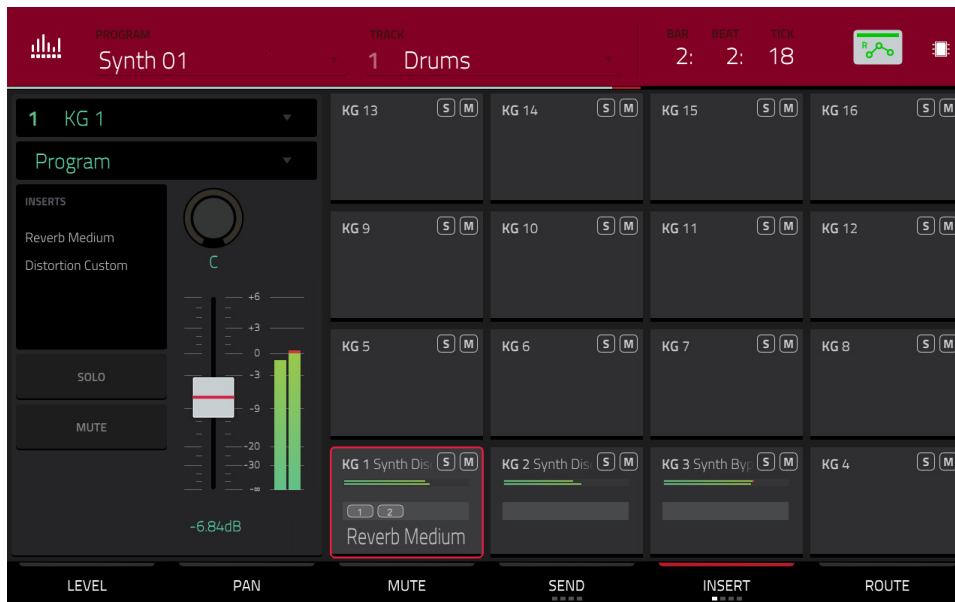 PROGRAM TRACK BAR BEAT TICK
Synth 01 1 Drums 2: 2: 18
R
1 KG 1
Program
INSERTS
Reverb Medium
Distortion Custom
C
+6
+3
0
-3
-9
-20
-30
-∞
SOLO
MUTE
-6.84dB
KG 13 S M KG 14 S M KG 15 S M KG 16 S M
KG 9 S M KG 10 S M KG 11 S M KG 12 S M
KG 5 S M KG 6 S M KG 7 S M KG 8 S M
KG 1 Synth Dis S M KG 2 Synth Dis S M KG 3 Synth Byp S M KG 4 S M
1 2
Reverb Medium
LEVEL PAN MUTE SEND INSERT ROUTE